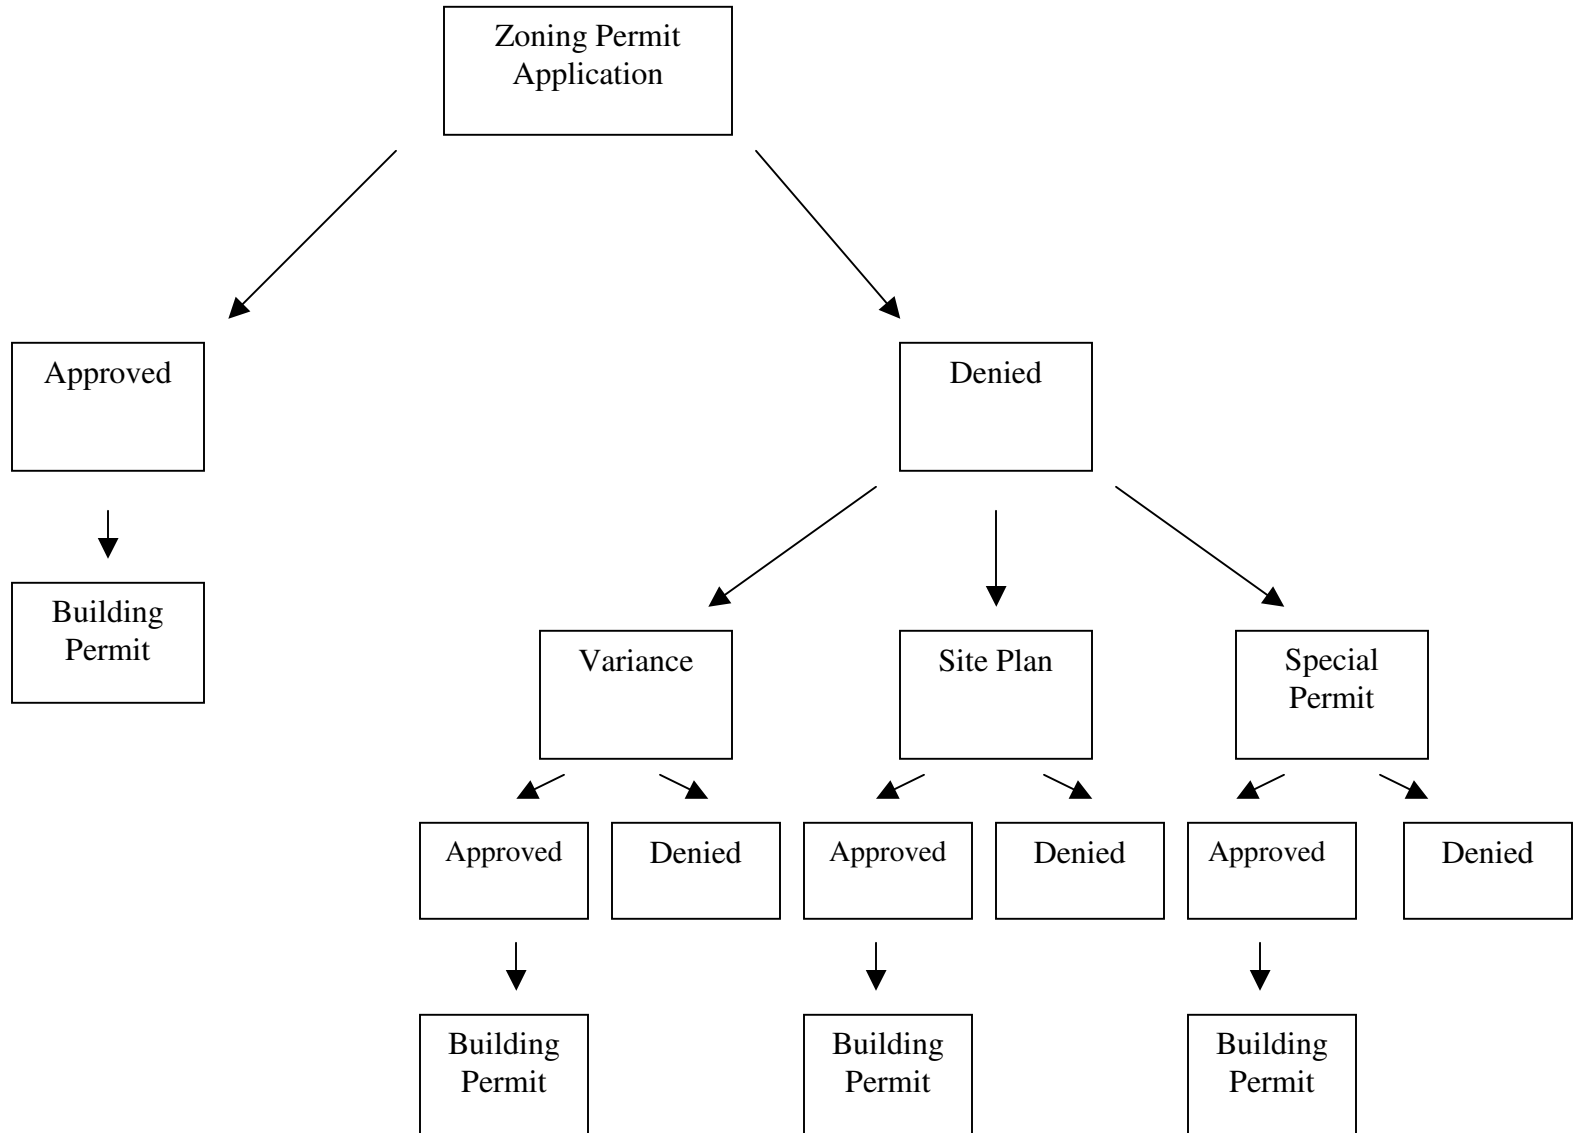 Zoning Permit
Application
Approved
Denied
Building
Permit
Variance
Site Plan
Special
Permit
Approved
Denied
Approved
Denied
Approved
Denied
Building
Permit
Building
Permit
Building
Permit